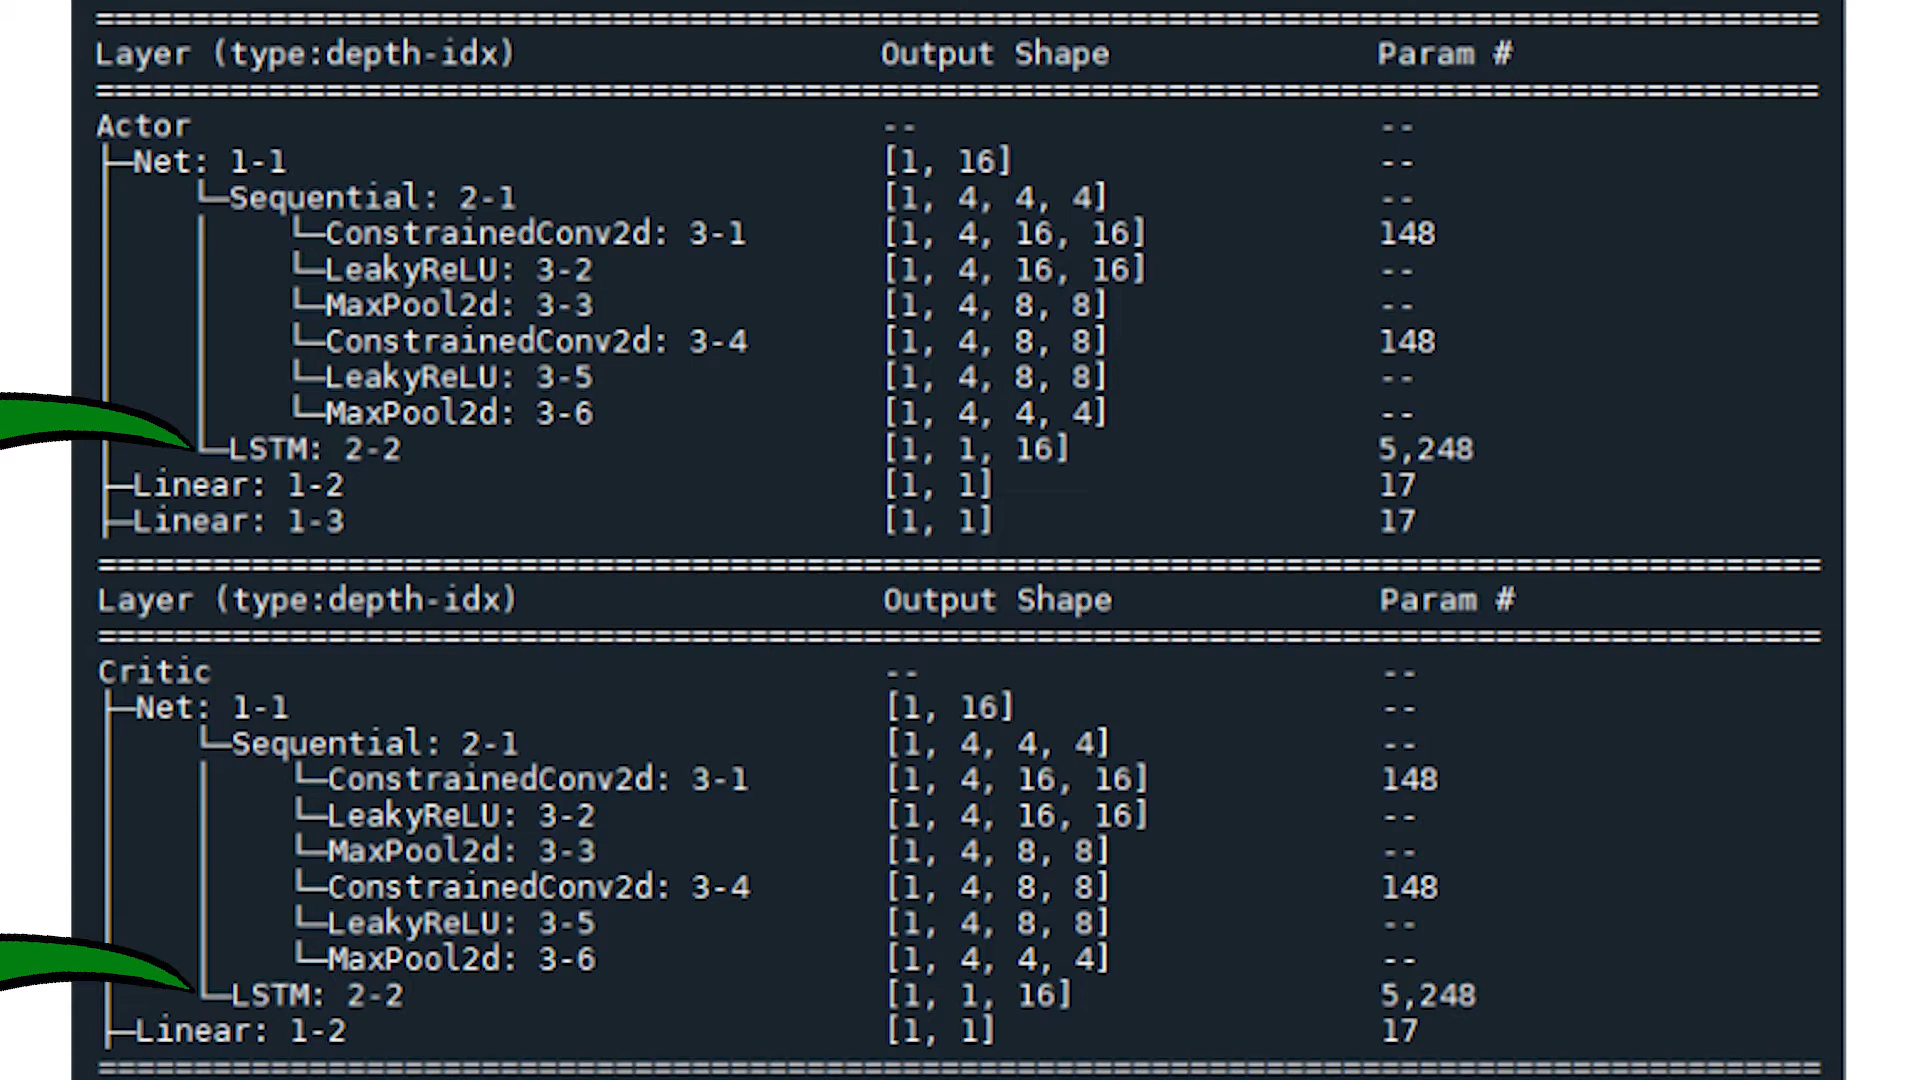 ====================================================================================
Layer (type:depth-idx) Output Shape Param #
====================================================================================
Actor -- --
├─Net: 1-1 [1, 16] --
│    └─Sequential: 2-1 [1, 4, 4, 4] --
│    │    └─ConstrainedConv2d: 3-1 [1, 4, 16, 16] 148
│    │    └─LeakyReLU: 3-2 [1, 4, 16, 16] --
│    │    └─MaxPool2d: 3-3 [1, 4, 8, 8] --
│    │    └─ConstrainedConv2d: 3-4 [1, 4, 8, 8] 148
│    │    └─LeakyReLU: 3-5 [1, 4, 8, 8] --
│    │    └─MaxPool2d: 3-6 [1, 4, 4, 4] --
│    └─LSTM: 2-2 [1, 1, 16] 5,248
├─Linear: 1-2 [1, 1] 17
├─Linear: 1-3 [1, 1] 17
====================================================================================
Layer (type:depth-idx) Output Shape Param #
====================================================================================
Critic -- --
├─Net: 1-1 [1, 16] --
│    └─Sequential: 2-1 [1, 4, 4, 4] --
│    │    └─ConstrainedConv2d: 3-1 [1, 4, 16, 16] 148
│    │    └─LeakyReLU: 3-2 [1, 4, 16, 16] --
│    │    └─MaxPool2d: 3-3 [1, 4, 8, 8] --
│    │    └─ConstrainedConv2d: 3-4 [1, 4, 8, 8] 148
│    │    └─LeakyReLU: 3-5 [1, 4, 8, 8] --
│    │    └─MaxPool2d: 3-6 [1, 4, 4, 4] --
│    └─LSTM: 2-2 [1, 1, 16] 5,248
├─Linear: 1-2 [1, 1] 17
====================================================================================